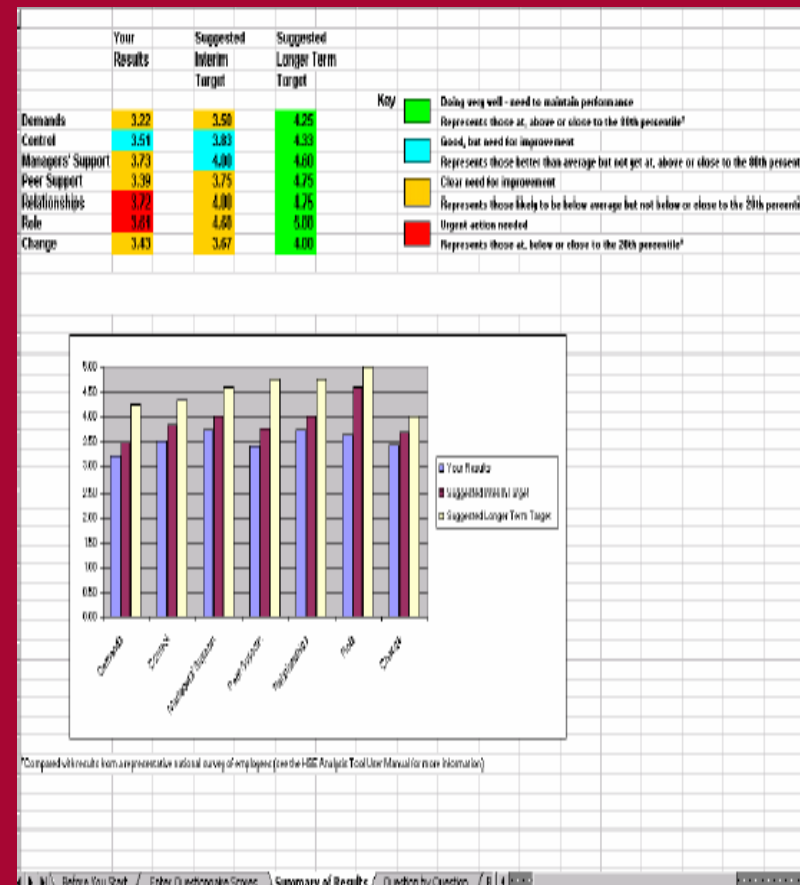 Your Suggested Suggested
Results Interim Longer Term
Target Target
Key
Doing very well - need to maintain performance
Demands 3.22 3.50 4.25
Represents those at, above or close to the 80th percentile
Control 3.51 3.83 4.33
Good, but need for improvement
Managers' Support 3.73 4.00 4.60
Represents those better than average but not yet at, above or close to the 80th
Peer Support 3.39 3.75 4.75
Clear need for improvement
Relationships 3.72 4.00 4.75
Represents those likely to be below average but not below or close to the 20th
Role 3.61 4.60 5.00
Urgent action needed
Change 3.43 3.67 4.00
Represents those at, below or close to the 20th percentile
5.00
4.50
4.00
3.50
3.00
2.50
2.00
1.50
1.00
0.50
0.00
Demands
Control
Managers' Support
Peer Support
Relationships
Role
Change
Your Results
Suggested Interim Target
Suggested Longer Term Target
Compared with results from a representative national survey of employees (see the HSE Analysis Tool User Manual for more information)
Before You Start Enter Questionnaire Scores Summary of Results Question by Question